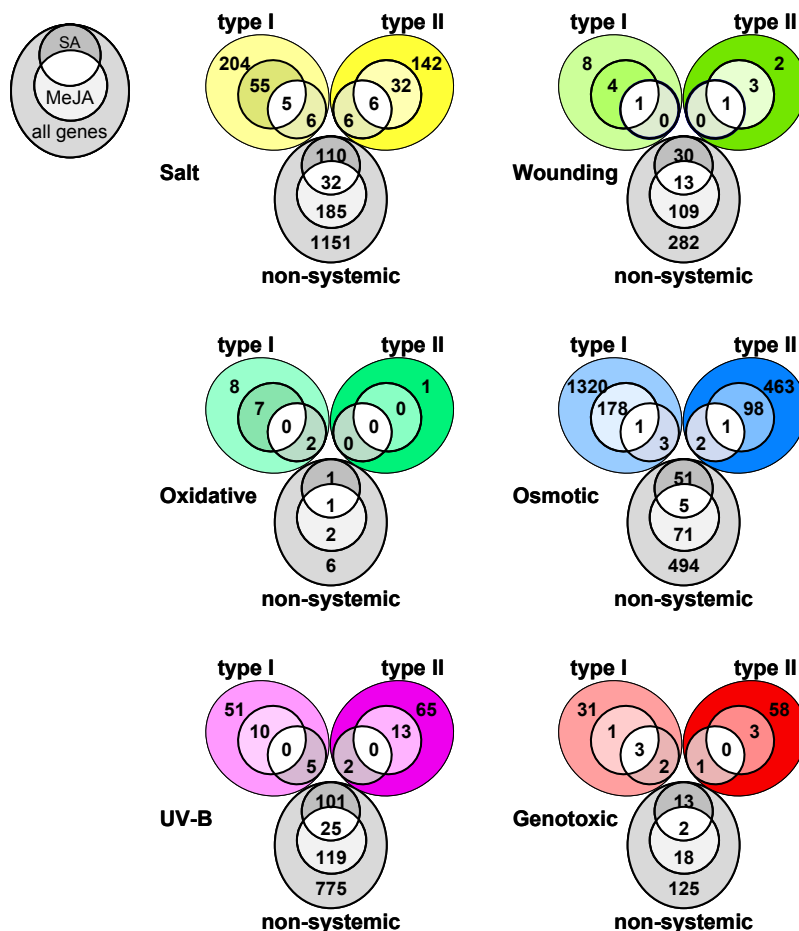 SA
MeJA
all genes
type I
type II
204
142
55
5
6
6
6
32
110
32
185
1151
Salt
non-systemic
type I
type II
8
2
4
1
0
0
1
3
30
13
109
282
Wounding
non-systemic
type I
type II
8
1
7
0
2
0
0
0
1
1
2
6
Oxidative
non-systemic
type I
type II
1320
463
178
1
3
2
1
98
51
5
71
494
Osmotic
non-systemic
type I
type II
51
65
10
0
5
2
0
13
101
25
119
775
UV-B
non-systemic
type I
type II
31
58
1
3
2
1
0
3
13
2
18
125
Genotoxic
non-systemic